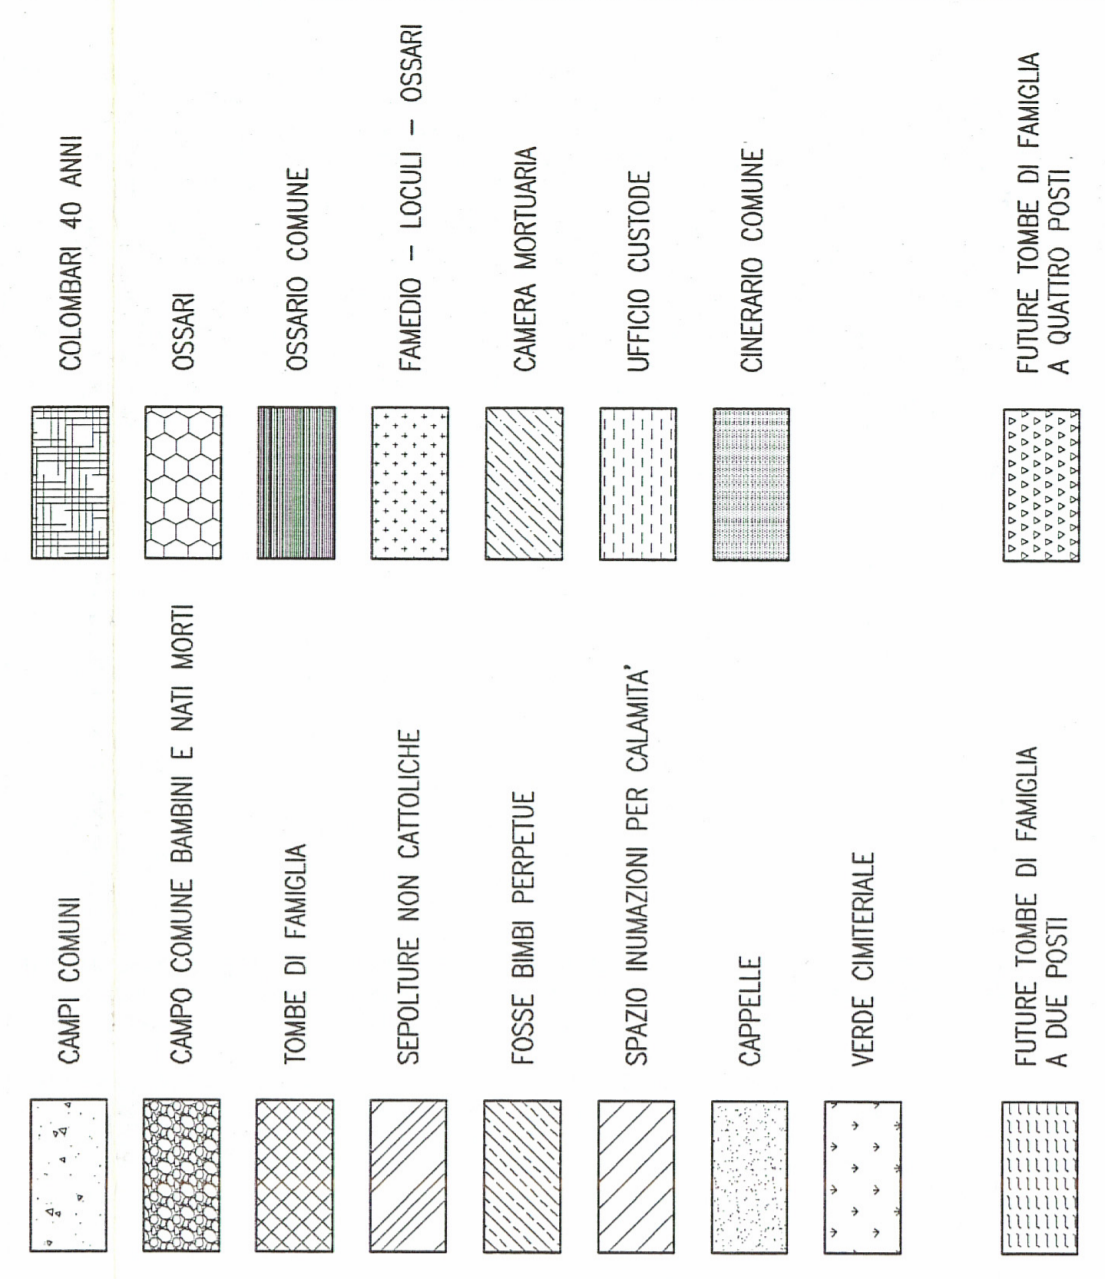 CAMPI COMUNI
CAMPO COMUNE BAMBINI E NATI MORTI
TOMBE DI FAMIGLIA
SEPOLTURE NON CATTOLICHE
FOSSE BIMBI PERPETUE
SPAZIO INUMAZIONI PER CALAMITA'
CAPPELLE
VERDE CIMITERIALE
FUTURE TOMBE DI FAMIGLIA
A DUE POSTI
COLOMBARI 40 ANNI
OSSARI
OSSARIO COMUNE
FAMEDIO – LOCULI – OSSARI
CAMERA MORTUARIA
UFFICIO CUSTODE
CINERARIO COMUNE
FUTURE TOMBE DI FAMIGLIA
A QUATTRO POSTI